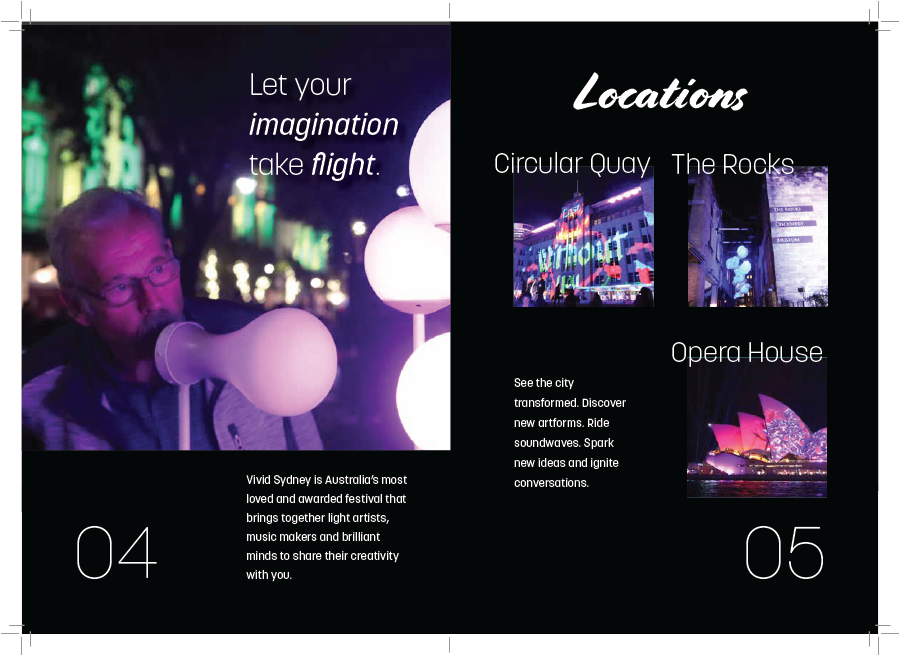 Let your
imagination
take flight.
Vivid Sydney is Australia's most
loved and awarded festival that
brings together light artists,
music makers and brilliant
minds to share their creativity
with you.
04
Locations
Circular Quay
The Rocks
THE ROCKS
DISCOVERY
MUSEUM
Opera House
See the city
transformed. Discover
new artforms. Ride
soundwaves. Spark
new ideas and ignite
conversations.
05